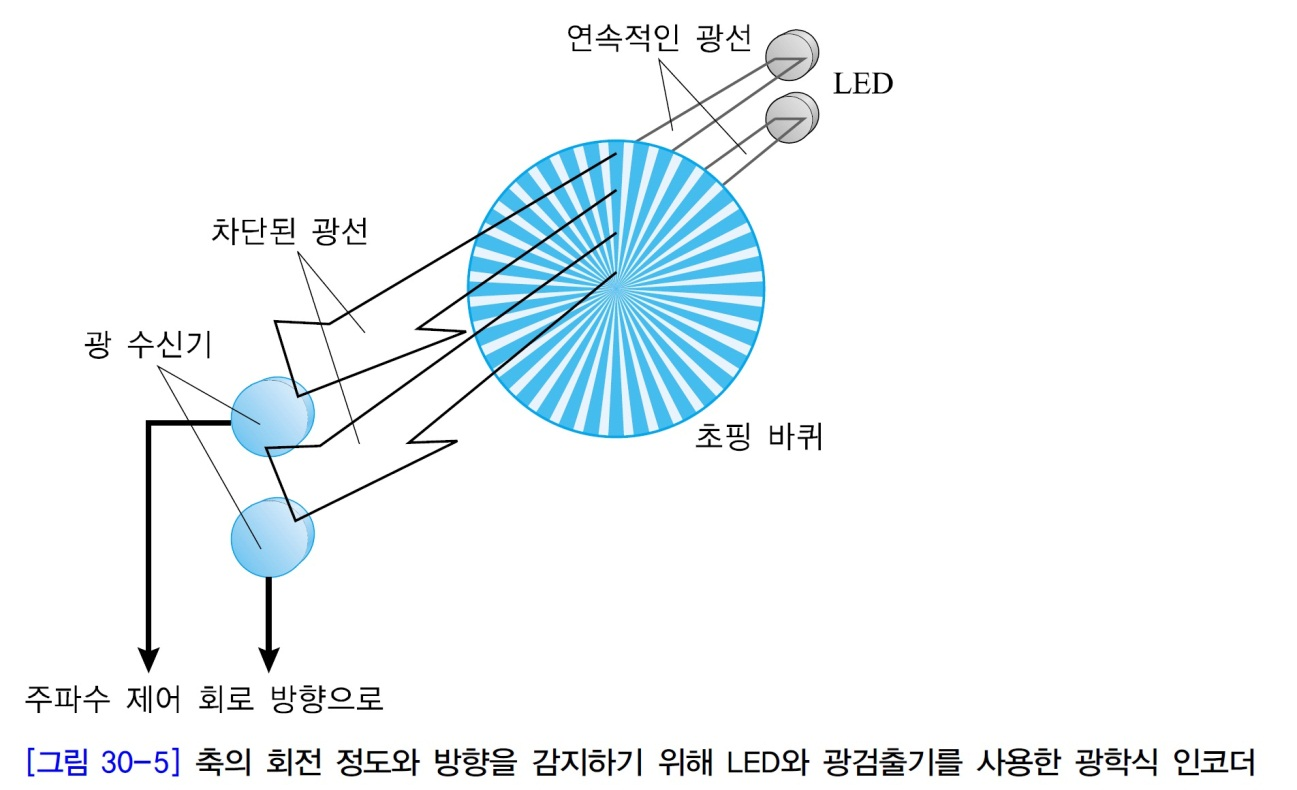 연속적인 광선
LED
차단된 광선
광 수신기
초핑 바퀴
주파수 제어 회로 방향으로
[그림 30-5] 축의 회전 정도와 방향을 감지하기 위해 LED와 광검출기를 사용한 광학식 인코더